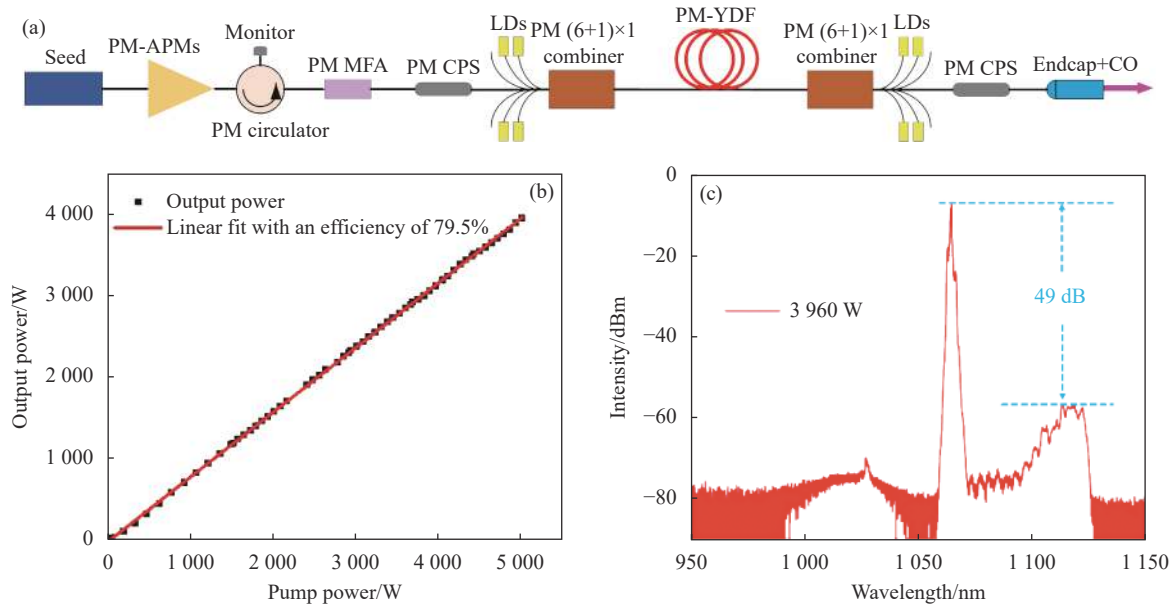 (a)
Seed
PM-APMs
Monitor
PM circulator
PM MFA
PM CPS
LDs
PM (6+1)×1
combiner
PM-YDF
PM (6+1)×1
combiner
LDs
PM CPS
Endcap+CO
(b)
Output power
Linear fit with an efficiency of 79.5%
Output power/W
4 000
3 000
2 000
1 000
0
0 1 000 2 000 3 000 4 000 5 000
Pump power/W
(c)
3 960 W
49 dB
Intensity/dBm
0
−20
−40
−60
−80
950 1 000 1 050 1 100 1 150
Wavelength/nm